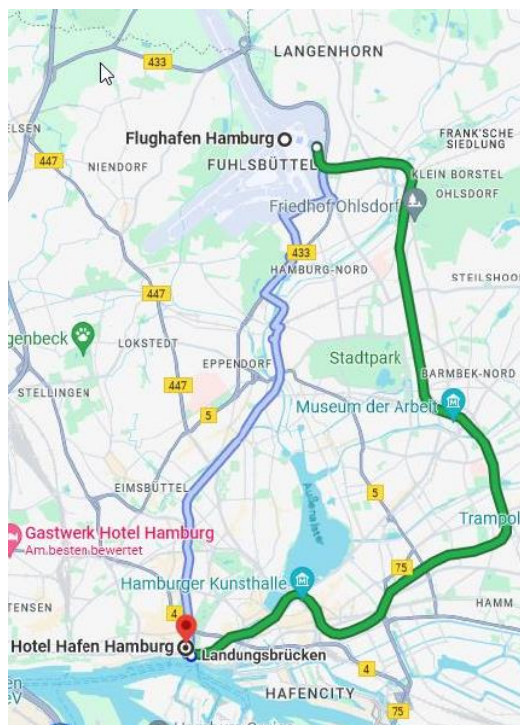 433
LANGENHORN
ELSEN
Flughafen Hamburg
FRANK'SCHE
SIEDLUNG
447
NIENDORF
FUHLSBÜTTEL
KLEIN BORSTEL
OHLSDORF
Friedhof Ohlsdorf
433
HAMBURG-NORD
STEILSHOO
447
genbeck
LOKSTEDT
Stadtpark
EPPENDORF
BARMBEK-NORD
STELLINGEN
447
5
Museum der Arbeit
EIMSBÜTTEL
Außenalster
5
Gastwerk Hotel Hamburg
Am besten bewertet
Trampol
75
Hamburger Kunsthalle
HAMM
TENSEN
4
Hotel Hafen Hamburg
Landungsbrücken
4
HAFENCITY
75